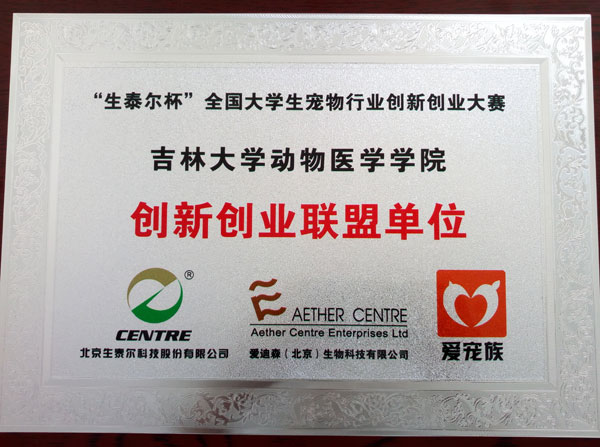 “生泰尔杯”全国大学生宠物行业创新创业大赛
吉林大学动物医学学院
创新创业联盟单位
®
CENTRE
北京生泰尔科技股份有限公司
AETHER CENTRE
Aether Centre Enterprises Ltd
爱迪森（北京）生物科技有限公司
爱宠族